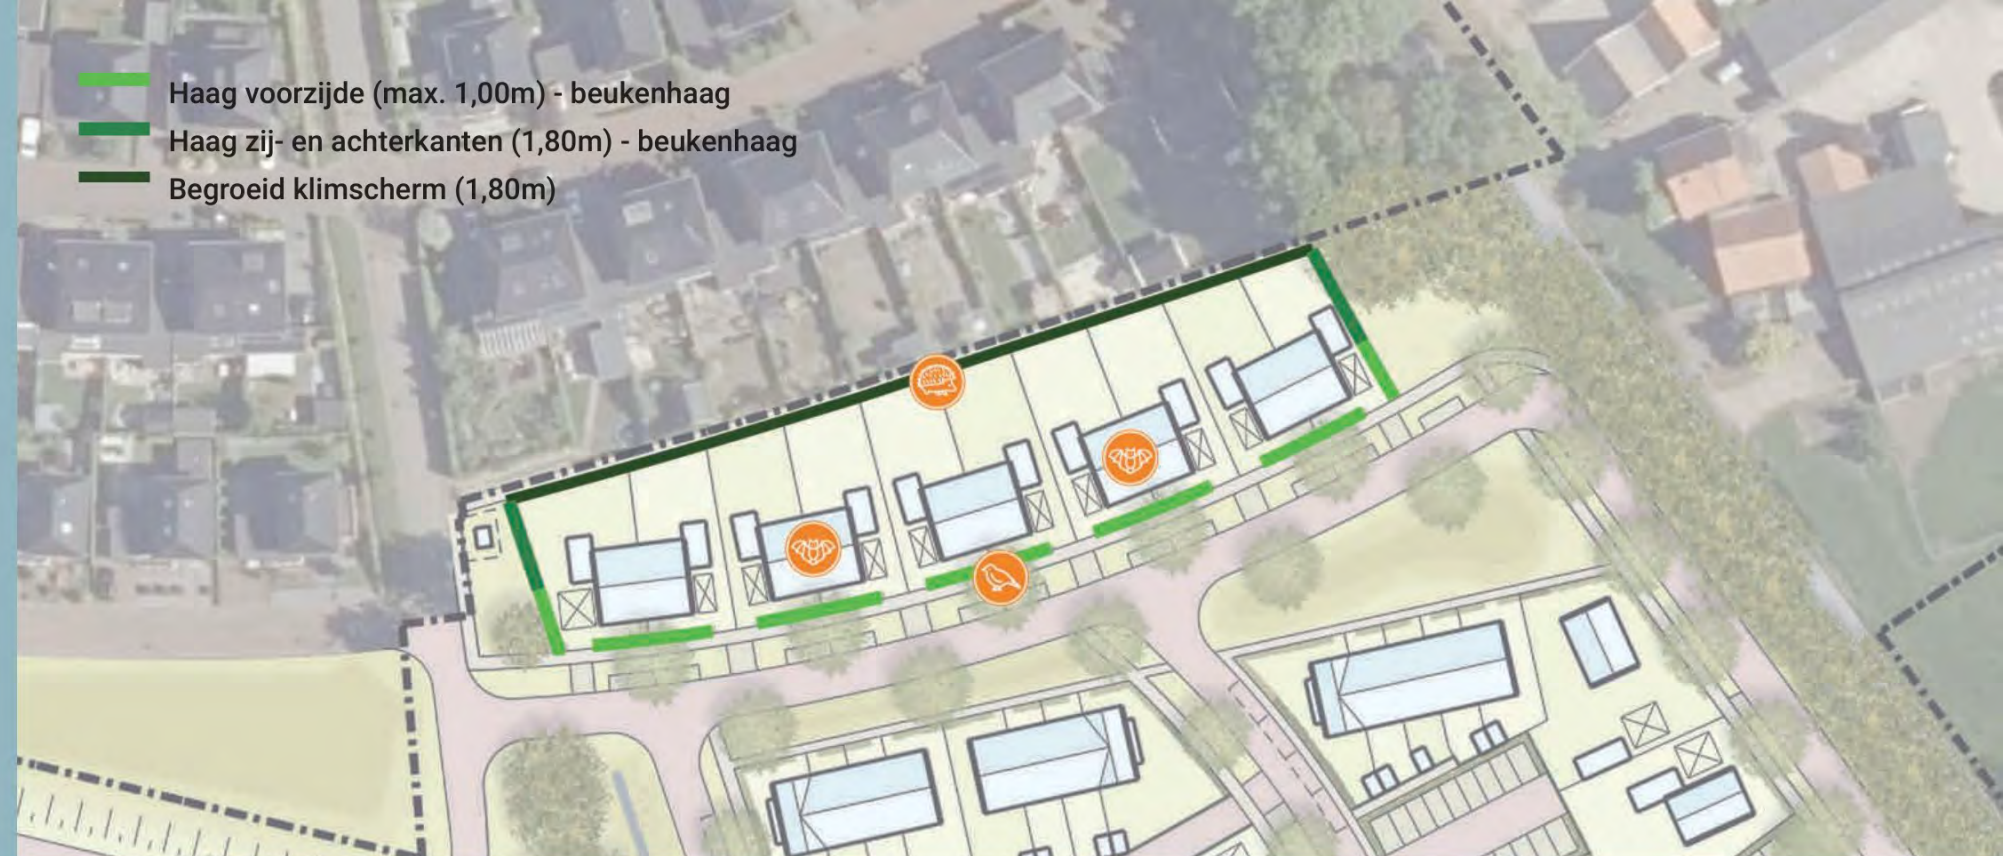 Haag voorzijde (max. 1,00m) - beukenhaag
Haag zij- en achterkanten (1,80m) - beukenhaag
Begroeid klimscherm (1,80m)